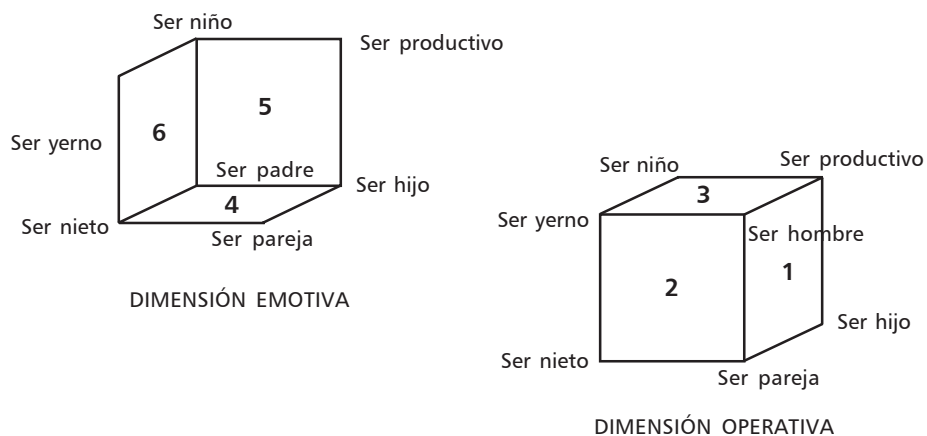 Ser niño
Ser productivo
5
6
Ser yerno
Ser padre
Ser hijo
4
Ser nieto
Ser pareja
DIMENSIÓN EMOTIVA
Ser niño
Ser productivo
3
Ser yerno
Ser hombre
1
2
Ser hijo
Ser nieto
Ser pareja
DIMENSIÓN OPERATIVA